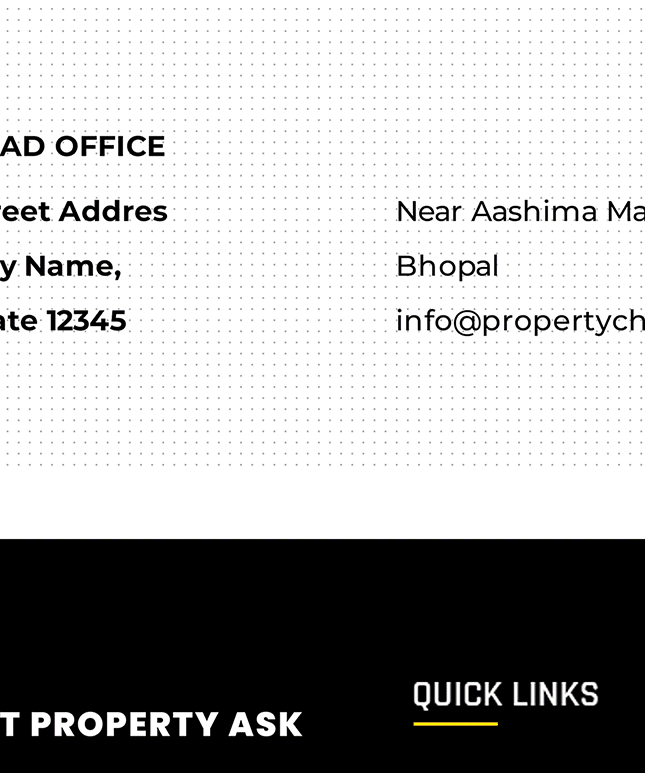 AD OFFICE
reet Addres
y Name,
ate 12345
Near Aashima Ma
Bhopal
info@propertych
T PROPERTY ASK
QUICK LINKS